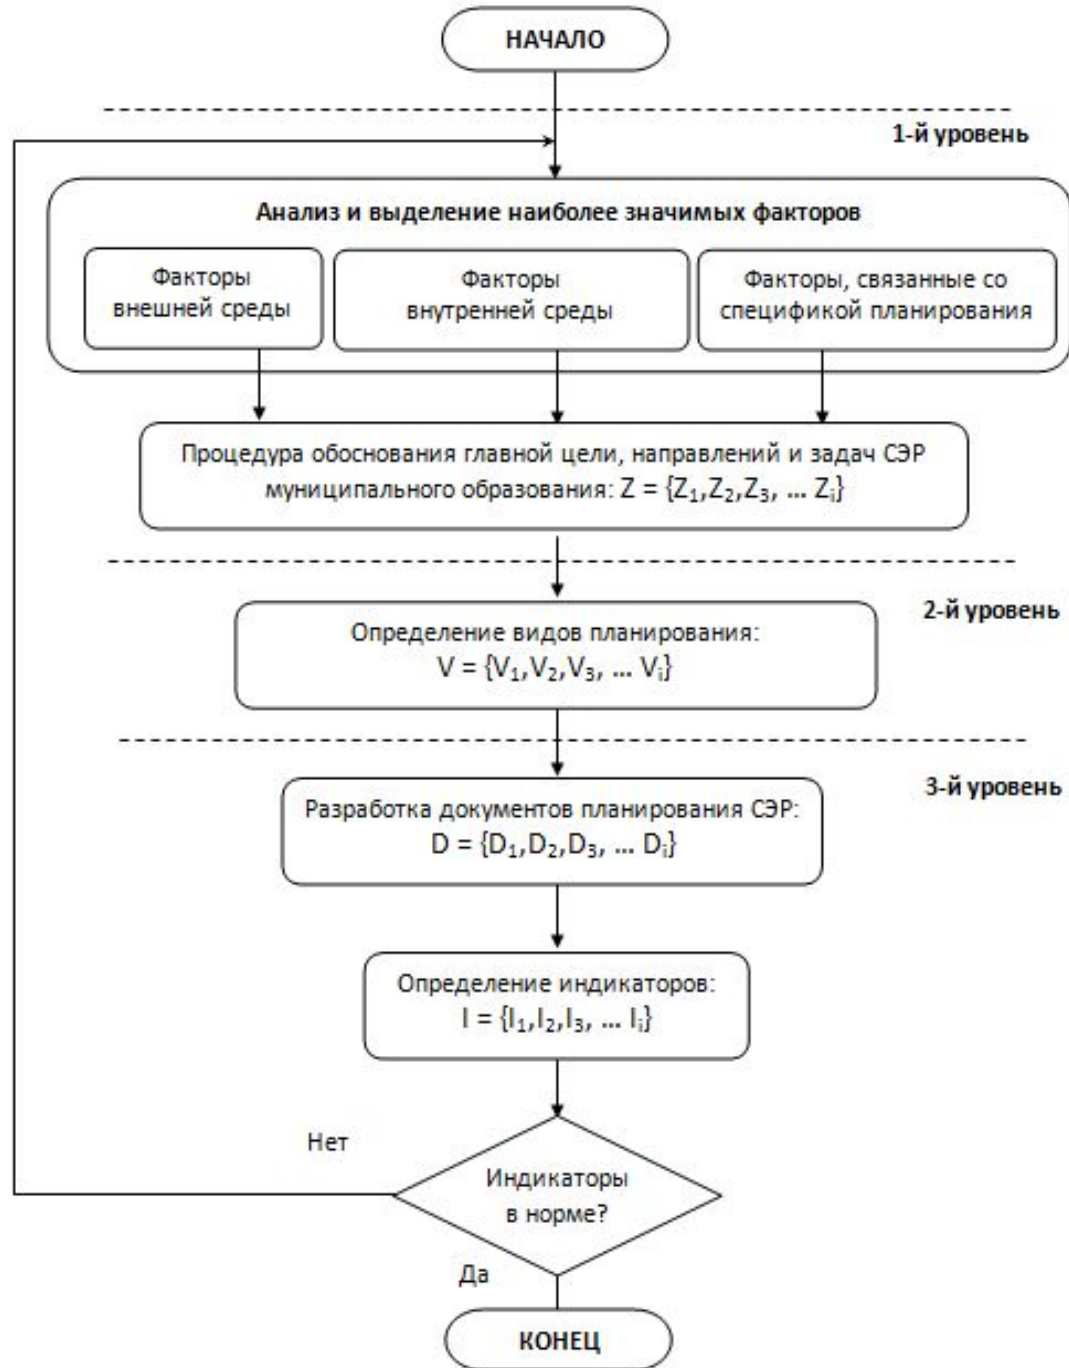 НАЧАЛО
1-й уровень
Анализ и выделение наиболее значимых факторов
Факторы
внешней среды
Факторы
внутренней среды
Факторы, связанные со
спецификой планирования
Процедура обоснования главной цели, направлений и задач СЭР
муниципального образования: Z = {Z₁,Z₂,Z₃, ... Zᵢ}
2-й уровень
Определение видов планирования:
V = {V₁,V₂,V₃, ... Vᵢ}
3-й уровень
Разработка документов планирования СЭР:
D = {D₁,D₂,D₃, ... Dᵢ}
Определение индикаторов:
I = {I₁,I₂,I₃, ... Iᵢ}
Нет
Индикаторы
в норме?
Да
КОНЕЦ